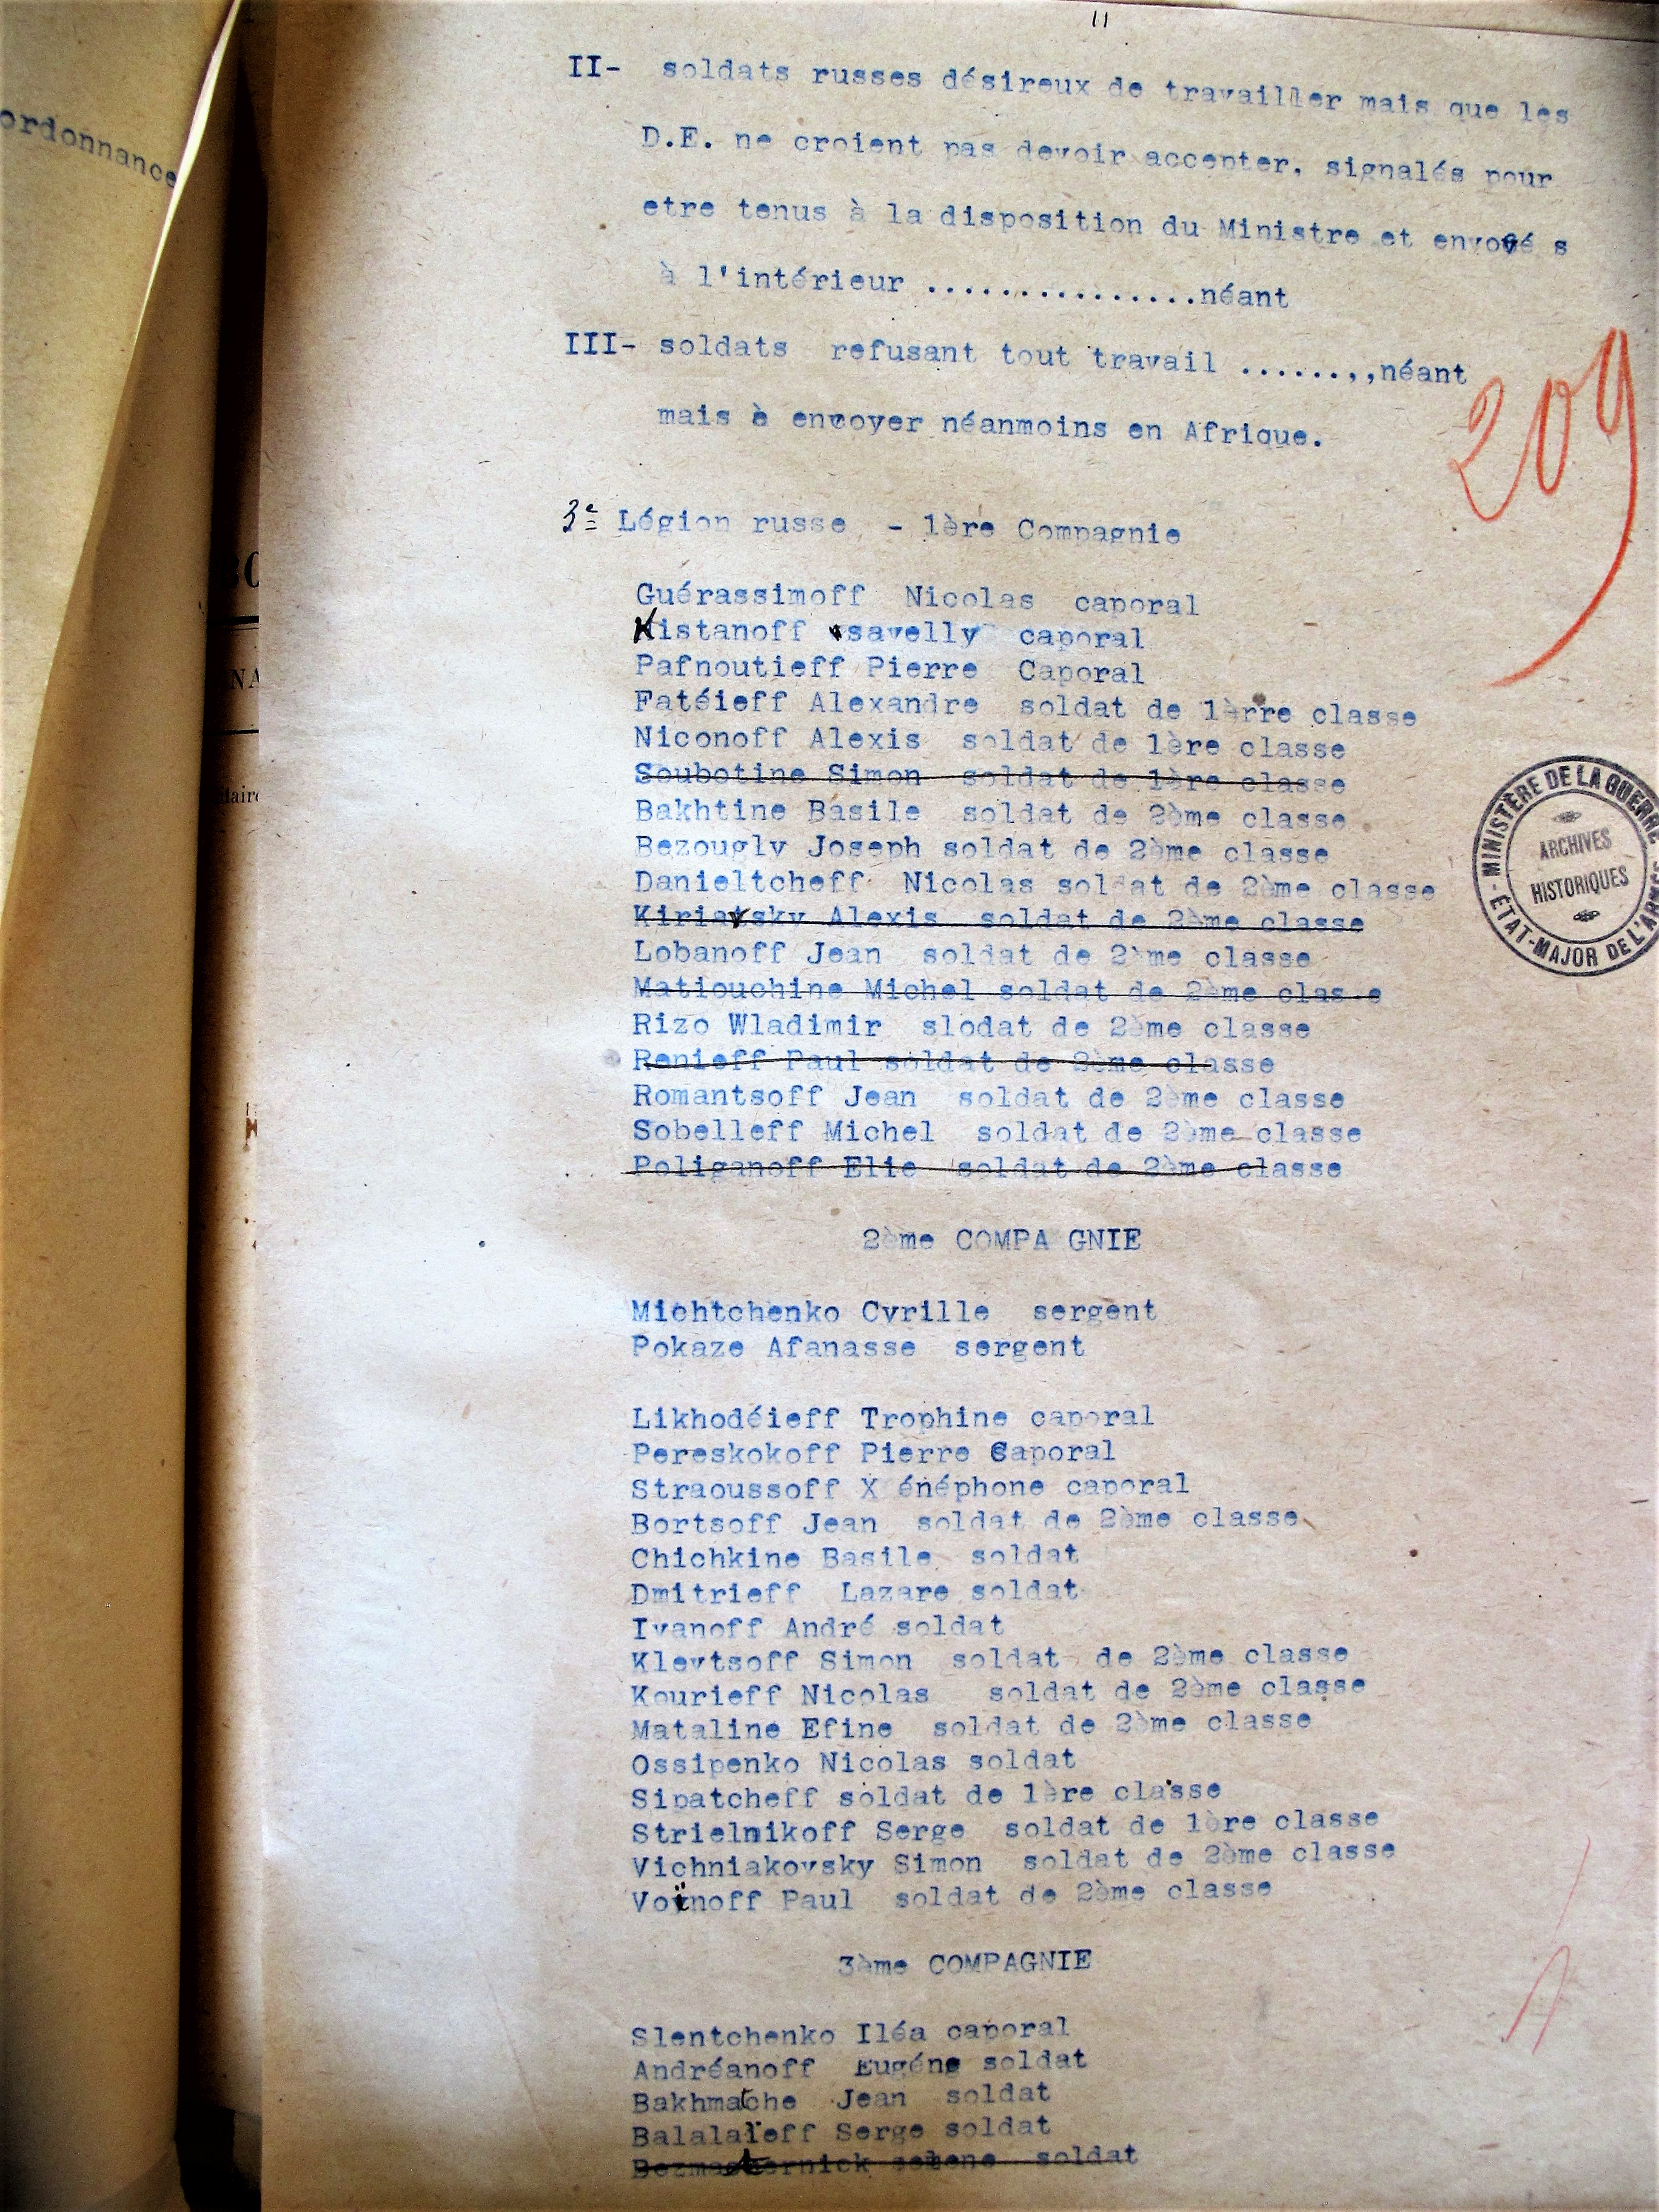 11
ordonnance
II- soldats russes désireux de travailler mais que les
D.E. ne croient pas devoir accepter, signalés pour
etre tenus à la disposition du Ministre et envoyé s
à l'intérieur ...............néant
III- soldats refusant tout travail ......,,néant
mais à envoyer néanmoins en Afrique.
209
3e Légion russe - 1ère Compagnie
Guérassimoff Nicolas caporal
Kistanoff savelly caporal
Pafnoutieff Pierre Caporal
Fatéieff Alexandre soldat de 1èrre classe
Niconoff Alexis soldat de 1ère classe
Soubotine Simon soldat de 1ère classe
Bakhtine Basile soldat de 2ème classe
Bezougly Joseph soldat de 2ème classe
Danieltcheff Nicolas soldat de 2ème classe
Kiriavsky Alexis soldat de 2ème classe
Lobanoff Jean soldat de 2ème classe
Matiouchine Michel soldat de 2ème clas e
Rizo Wladimir slodat de 2ème classe
Renieff Paul soldat de 2ème classe
Romantsoff Jean soldat de 2ème classe
Sobelleff Michel soldat de 2ème classe
Poliganoff Elie soldat de 2ème classe
MINISTÈRE DE LA GUERRE
ARCHIVES
HISTORIQUES
ÉTAT-MAJOR DE L'ARMÉE
2ème COMPA GNIE
Michtchenko Cyrille sergent
Pokaze Afanasse sergent
Likhodéieff Trophine caporal
Pereskokoff Pierre Caporal
Straoussoff X énéphone caporal
Bortsoff Jean soldat de 2ème classe
Chichkine Basile soldat
Dmitrieff Lazare soldat
Ivanoff André soldat
Klevtsoff Simon soldat de 2ème classe
Kourieff Nicolas soldat de 2ème classe
Mataline Efine soldat de 2ème classe
Ossipenko Nicolas soldat
Sipatcheff soldat de 1ère classe
Strielnikoff Serge soldat de 1ère classe
Vichniakovsky Simon soldat de 2ème classe
Voïnoff Paul soldat de 2ème classe
3ème COMPAGNIE
Slentchenko Iléa caporal
Andréanoff Eugéne soldat
Bakhmatche Jean soldat
Balalaïeff Serge soldat
soldat